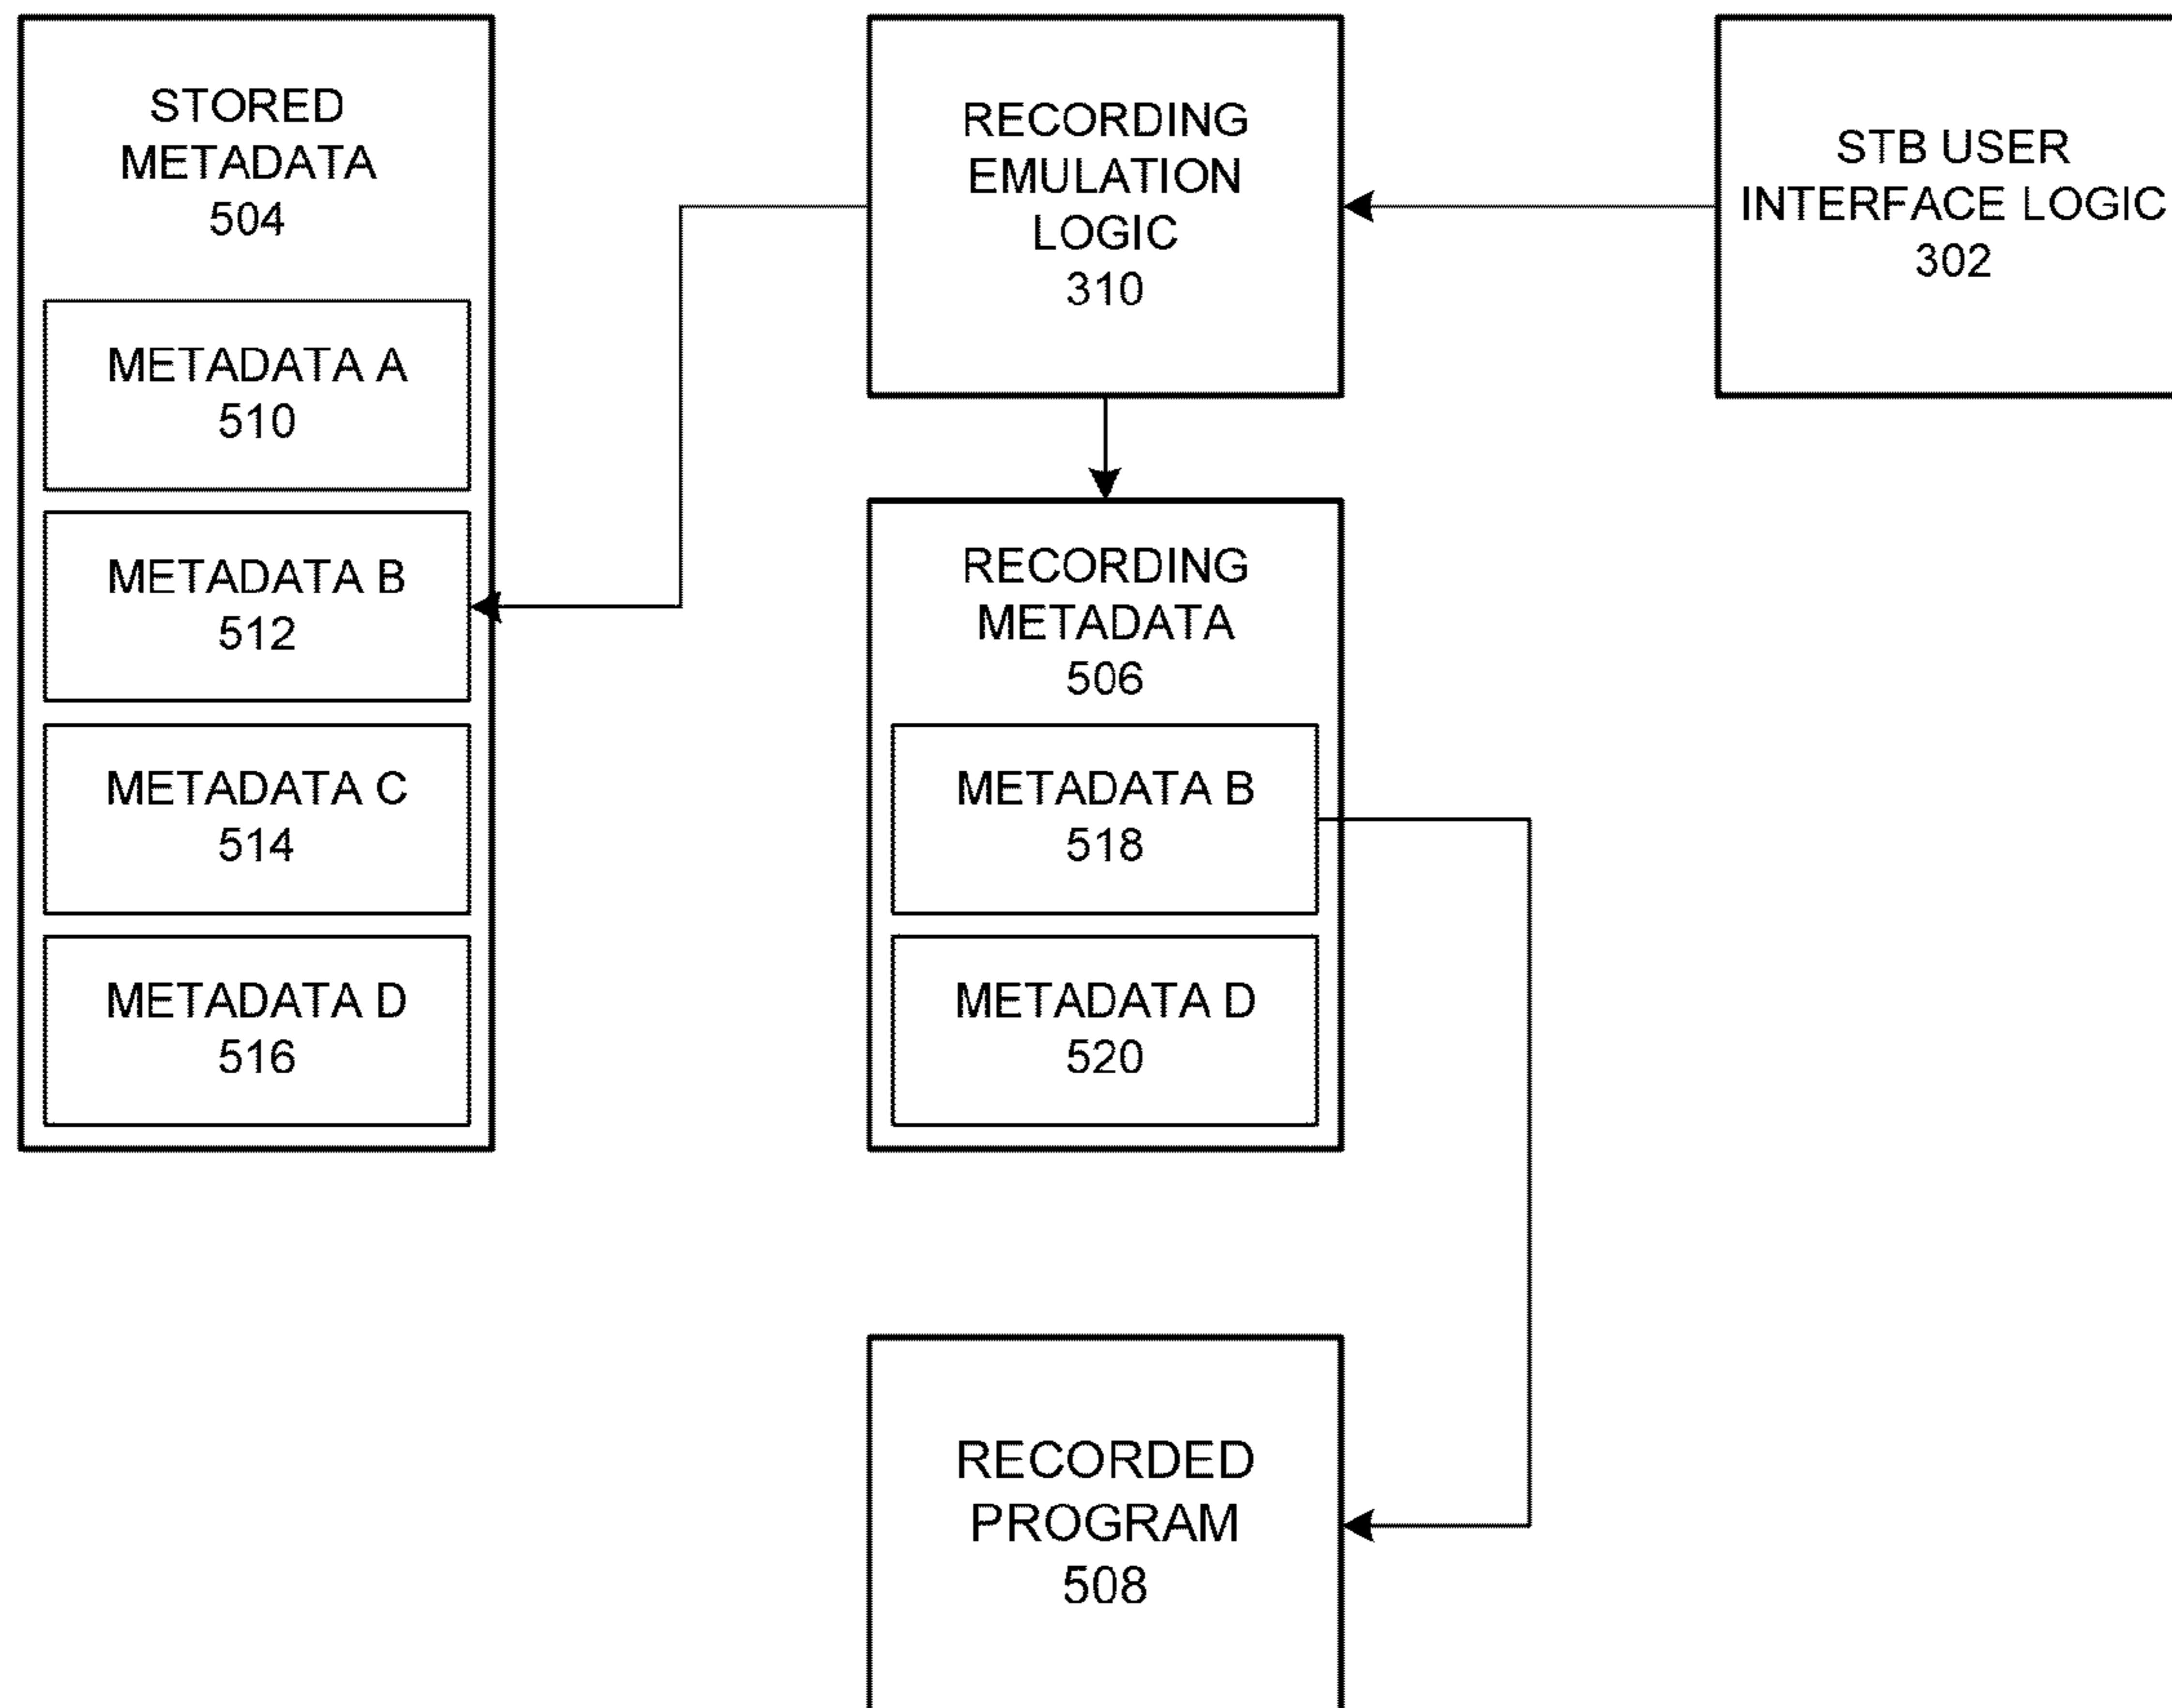 STORED
METADATA
504
METADATA A
510
METADATA B
512
METADATA C
514
METADATA D
516
RECORDING
EMULATION
LOGIC
310
RECORDING
METADATA
506
METADATA B
518
METADATA D
520
RECORDED
PROGRAM
508
STB USER
INTERFACE LOGIC
302